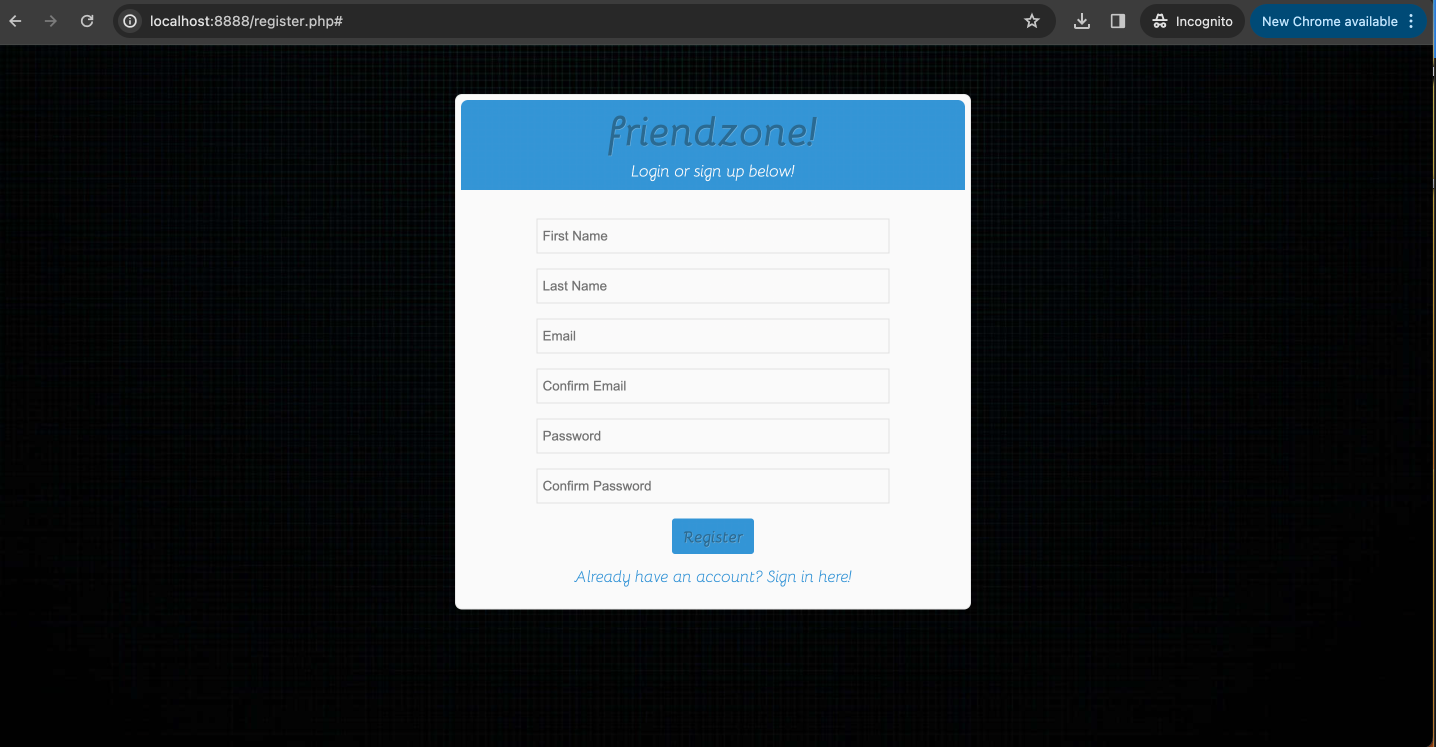 localhost:8888/register.php#
Incognito
New Chrome available
friendzone!
Login or sign up below!
First Name
Last Name
Email
Confirm Email
Password
Confirm Password
Register
Already have an account? Sign in here!